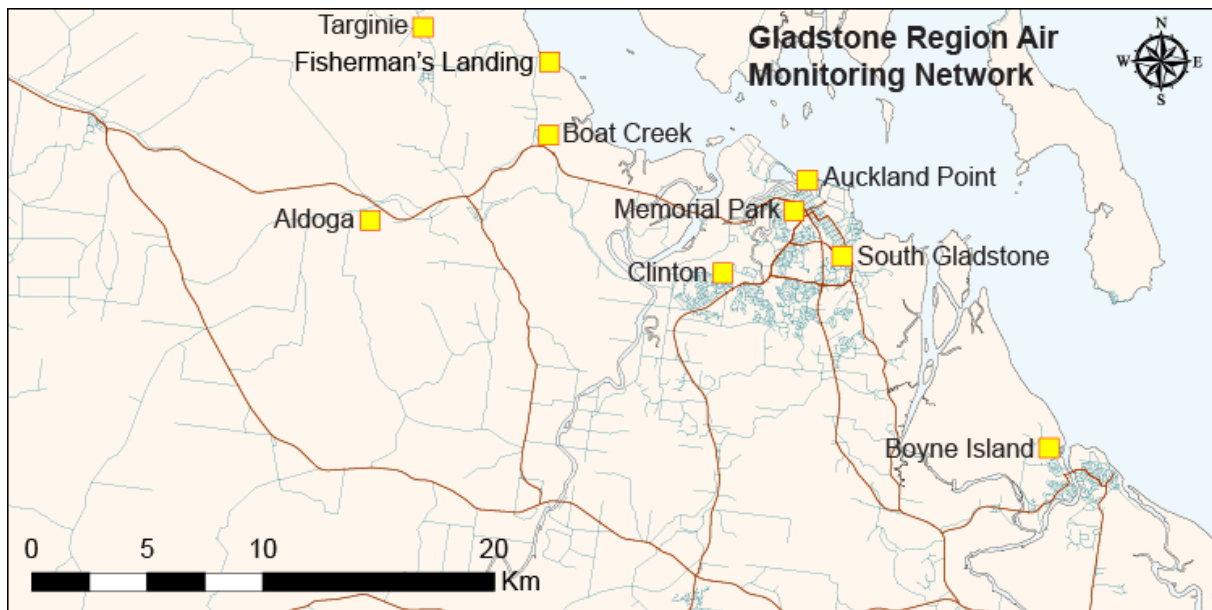 Targinie
Fisherman's Landing
Gladstone Region Air
Monitoring Network
N
W E
S
Boat Creek
Auckland Point
Memorial Park
Aldoga
South Gladstone
Clinton
Boyne Island
0 5 10 20
Km